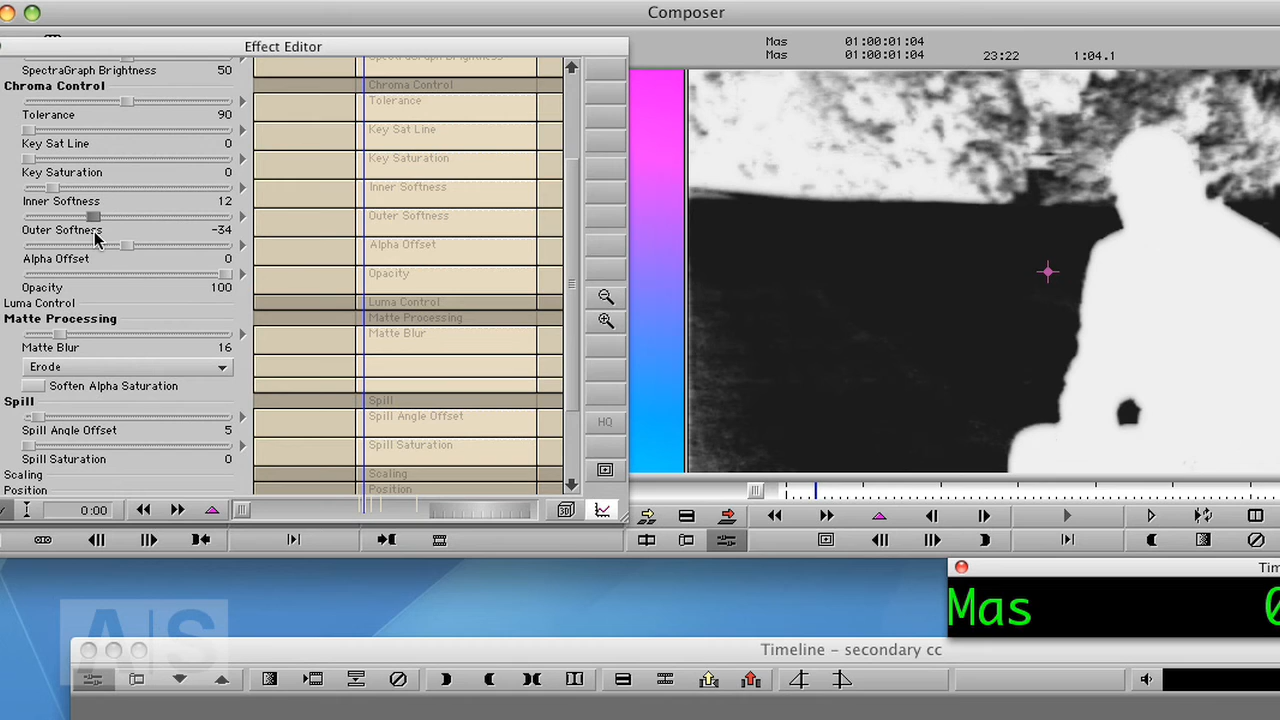 Composer
Effect Editor
Mas 01:00:01:04
Mas 01:00:01:04 23:22 1:04.1
SpectraGraph Brightness 50
SpectraGraph Brightness
Chroma Control
Chroma Control
Tolerance
Tolerance 90
Key Sat Line
Key Sat Line 0
Key Saturation
Key Saturation 0
Inner Softness
Inner Softness 12
Outer Softness
Outer Softness -34
Alpha Offset
Alpha Offset 0
Opacity
Opacity 100
Luma Control
Luma Control
Matte Processing
Matte Processing
Matte Blur
Matte Blur 16
Erode
Soften Alpha Saturation
Spill
Spill
Spill Angle Offset
HQ
Spill Angle Offset 5
Spill Saturation
Spill Saturation 0
Scaling
Scaling
Position
Position
0:00
3D
Mas
A|S
Timeline - secondary cc